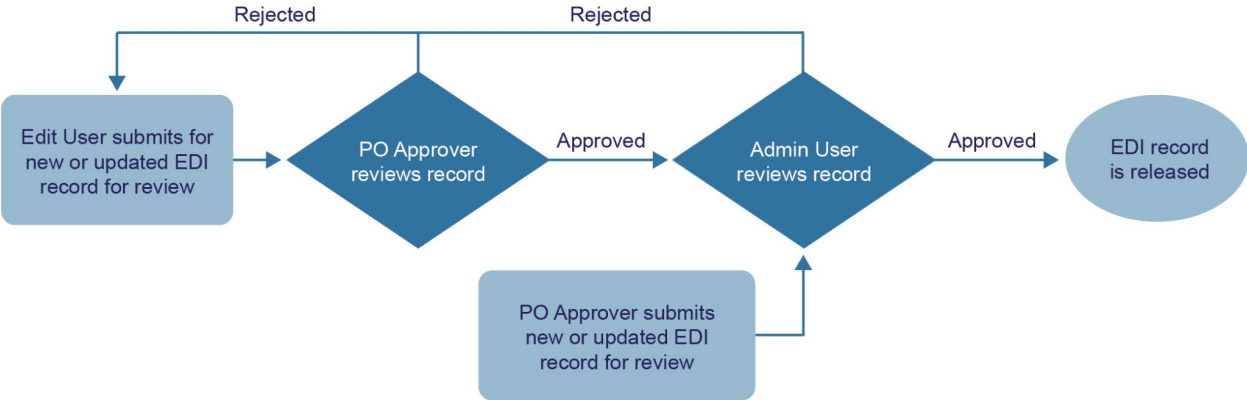 Rejected
Rejected
Edit User submits for
new or updated EDI
record for review
PO Approver
reviews record
Approved
Admin User
reviews record
Approved
EDI record
is released
PO Approver submits
new or updated EDI
record for review